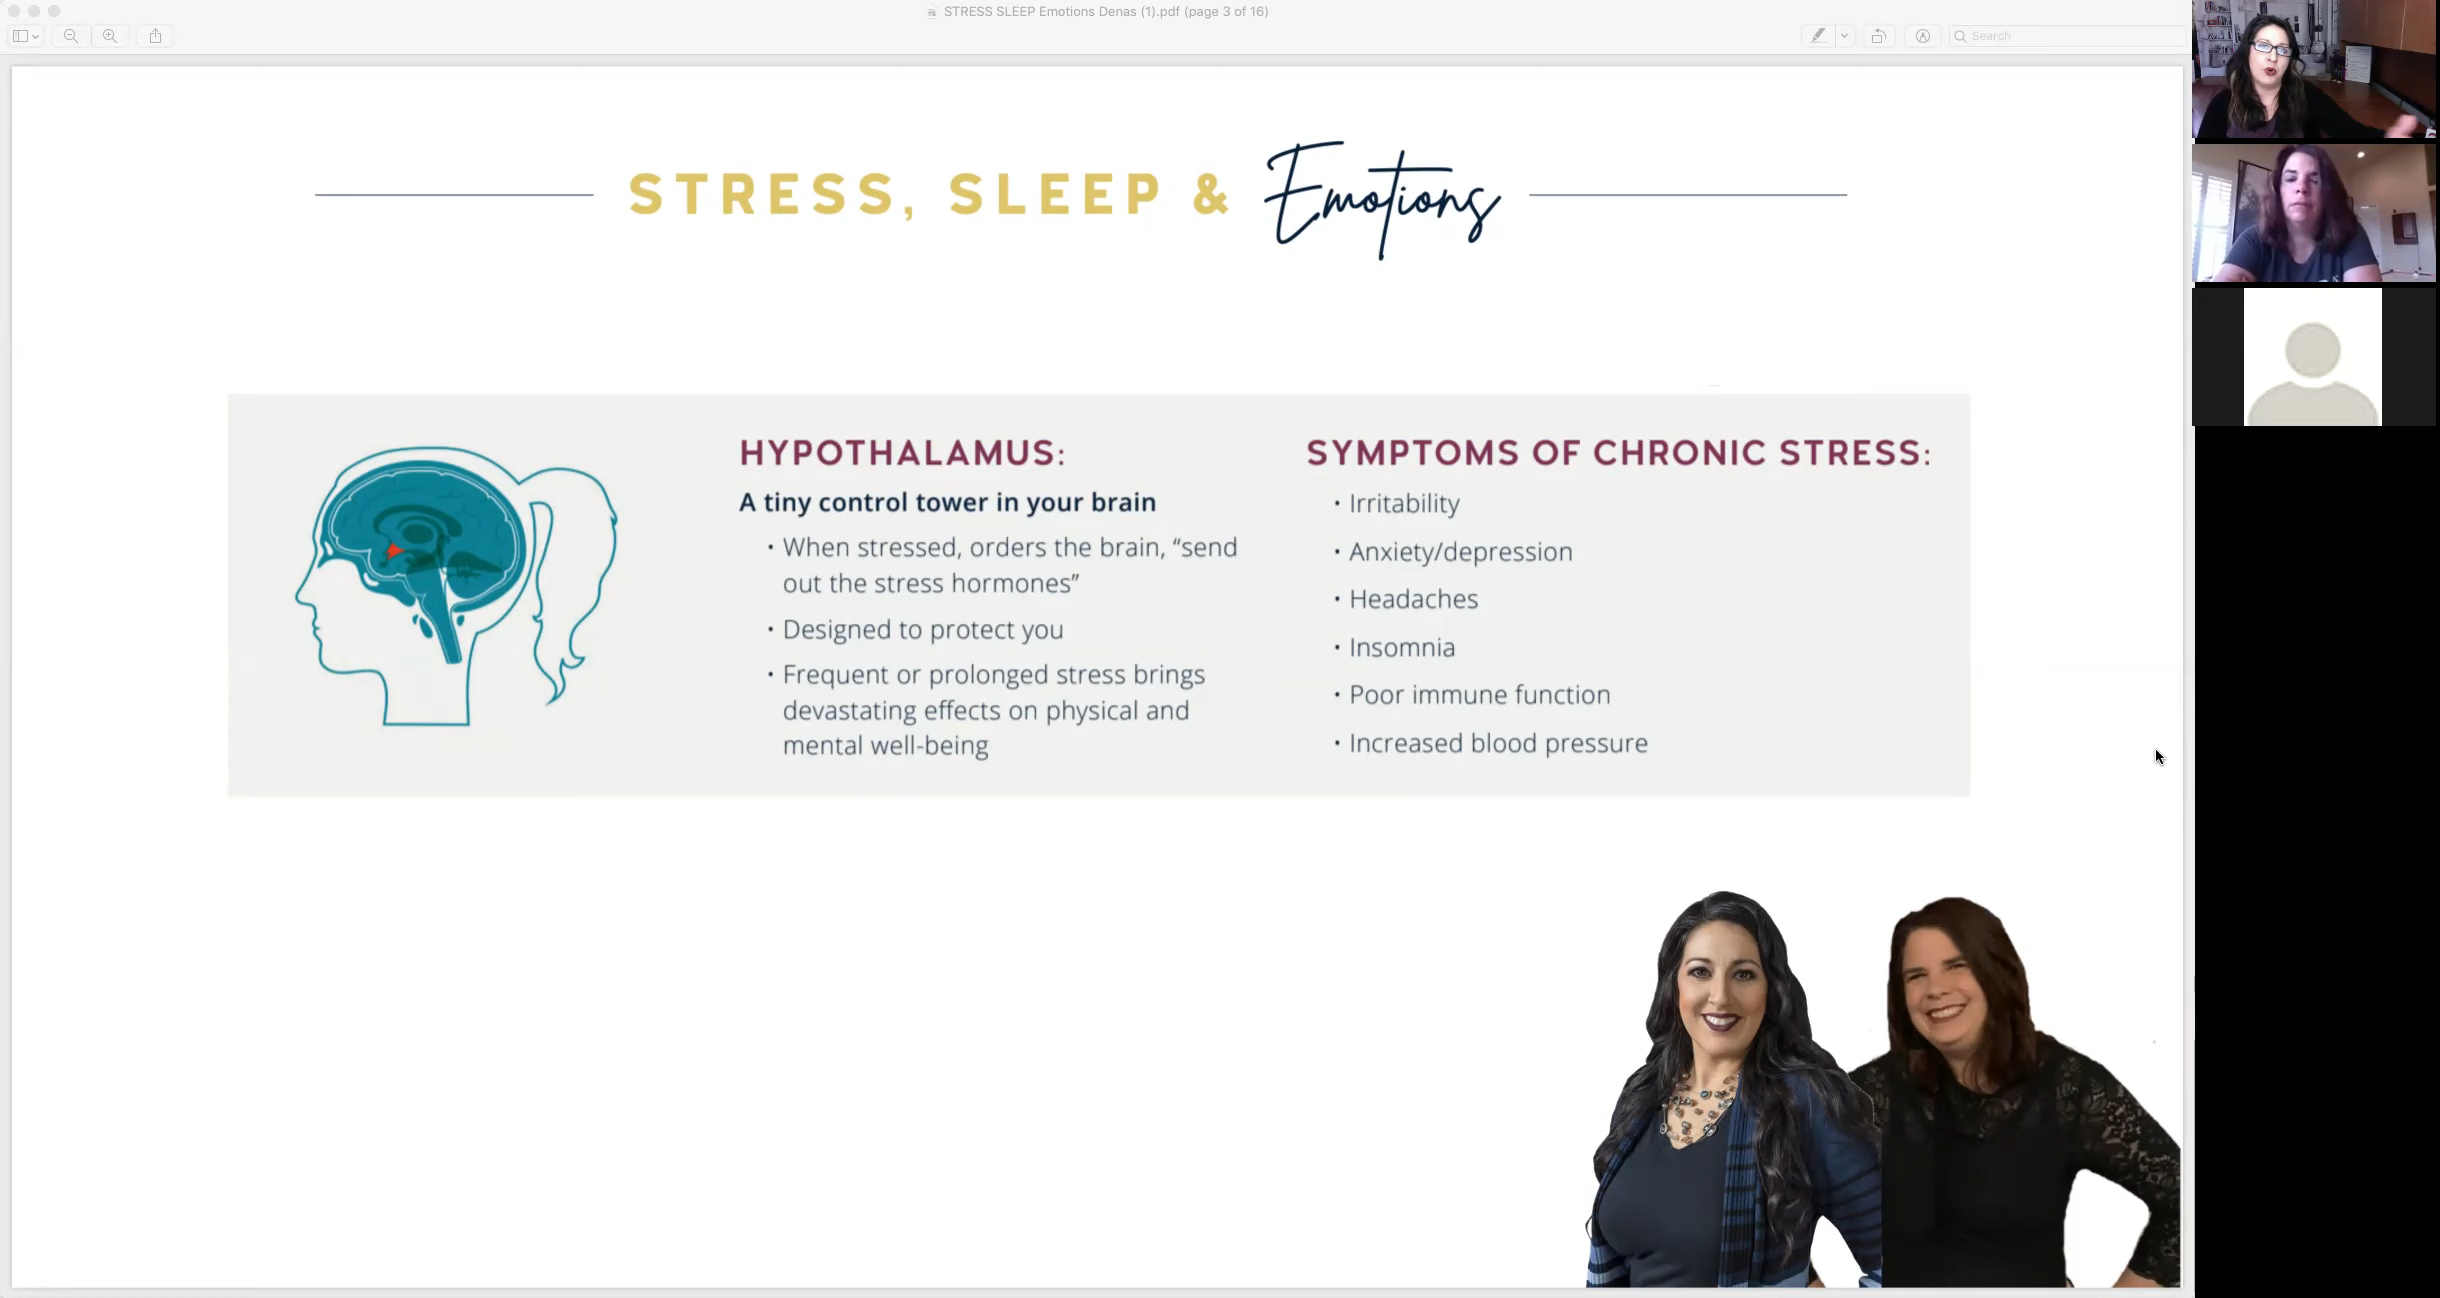 STRESS SLEEP Emotions Denas (1).pdf (page 3 of 16)
Search
STRESS, SLEEP & Emotions
HYPOTHALAMUS:
A tiny control tower in your brain
• When stressed, orders the brain, “send
out the stress hormones”
• Designed to protect you
• Frequent or prolonged stress brings
devastating effects on physical and
mental well-being
SYMPTOMS OF CHRONIC STRESS:
• Irritability
• Anxiety/depression
• Headaches
• Insomnia
• Poor immune function
• Increased blood pressure